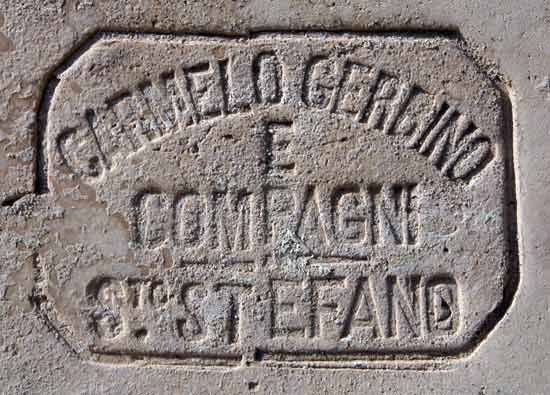 CARMELO GERBINO
E
COMPAGNI
STO STEFANO